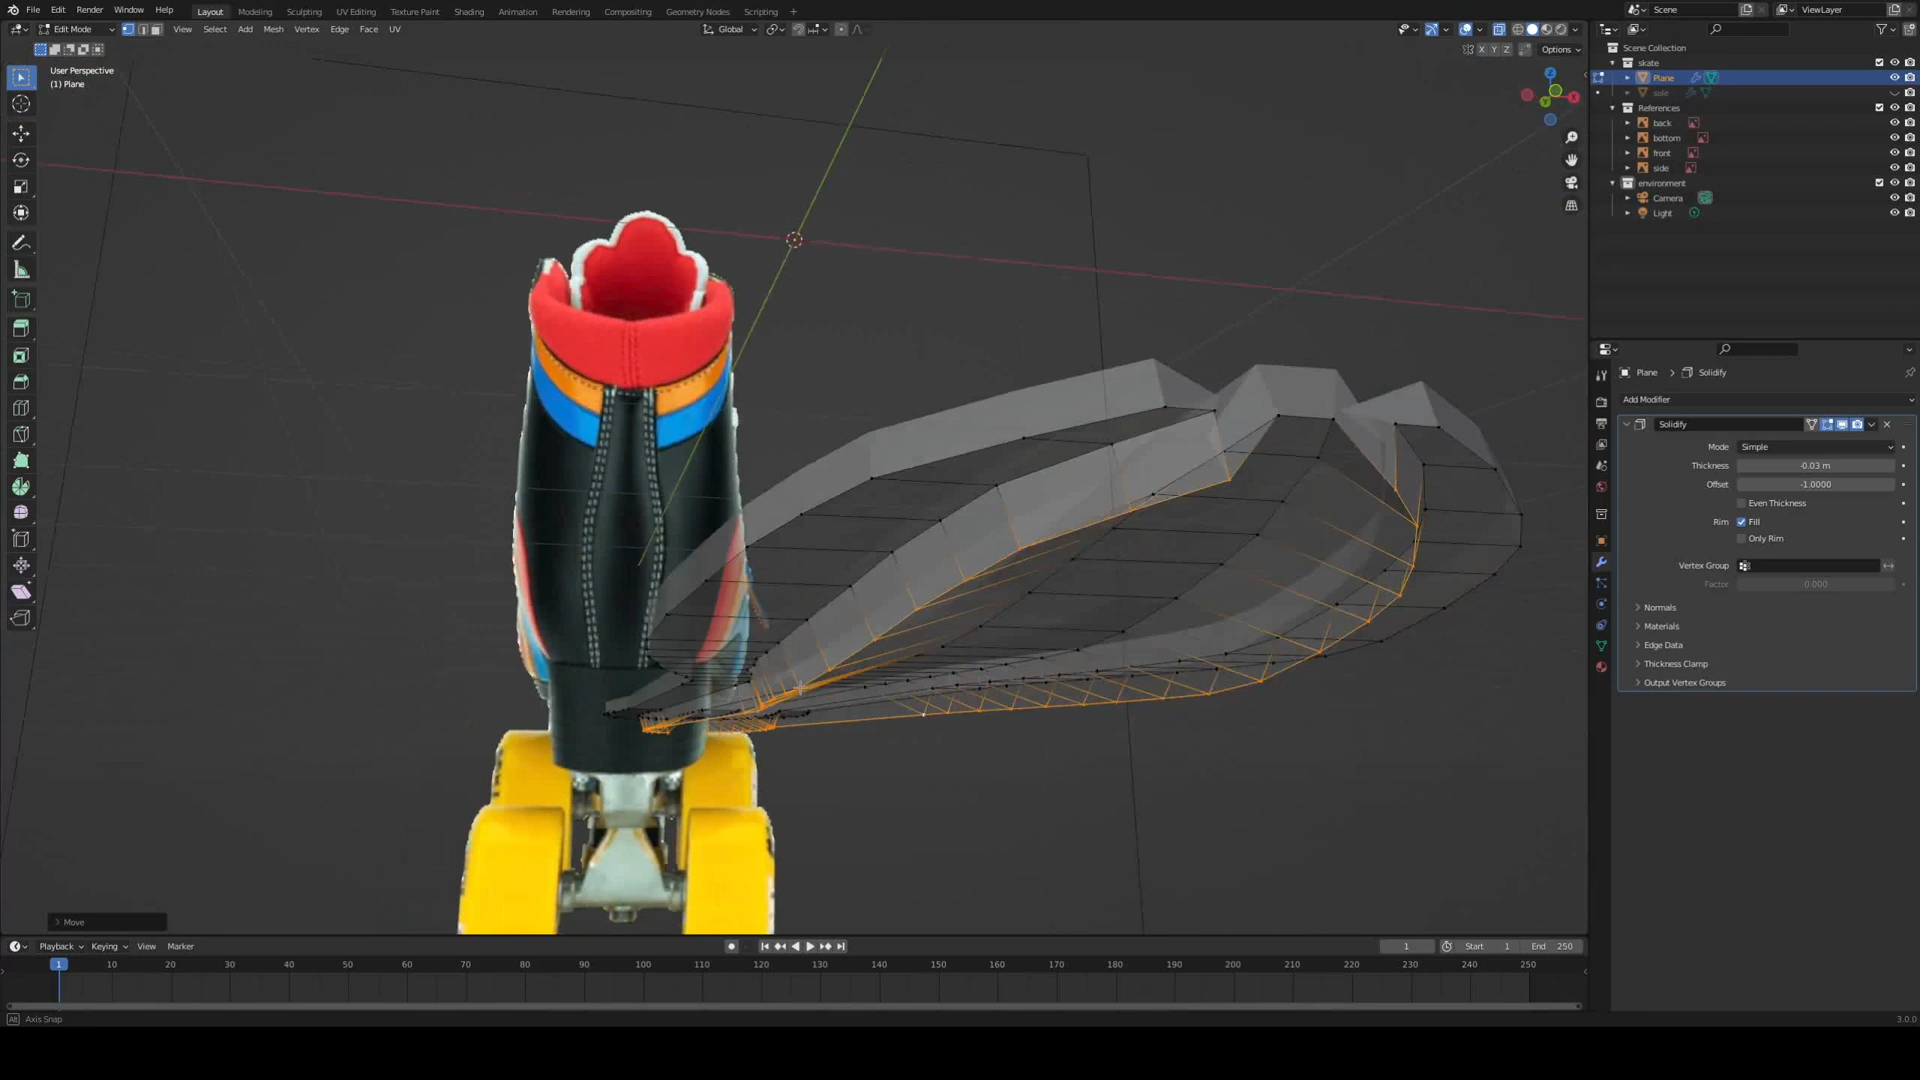 File Edit Render Window Help Layout Modeling Sculpting UV Editing Texture Paint Shading Animation Rendering Compositing Geometry Nodes Scripting + Scene ViewLayer
Edit Mode View Select Add Mesh Vertex Edge Face UV Global
X Y Z Options
User Perspective
(1) Plane
Z
X
Y
Scene Collection
skate
Plane
sole
References
back
bottom
front
side
environment
Camera
Light
Plane > Solidify
Add Modifier
Solidify
Mode Simple
Thickness -0.03 m
Offset -1.0000
Even Thickness
Rim Fill
Only Rim
Vertex Group
Factor 0.000
Normals
Materials
Edge Data
Thickness Clamp
Output Vertex Groups
Move
Playback Keying View Marker 1 Start 1 End 250
1 10 20 30 40 50 60 70 80 90 100 110 120 130 140 150 160 170 180 190 200 210 220 230 240 250
Alt Axis Snap 3.0.0